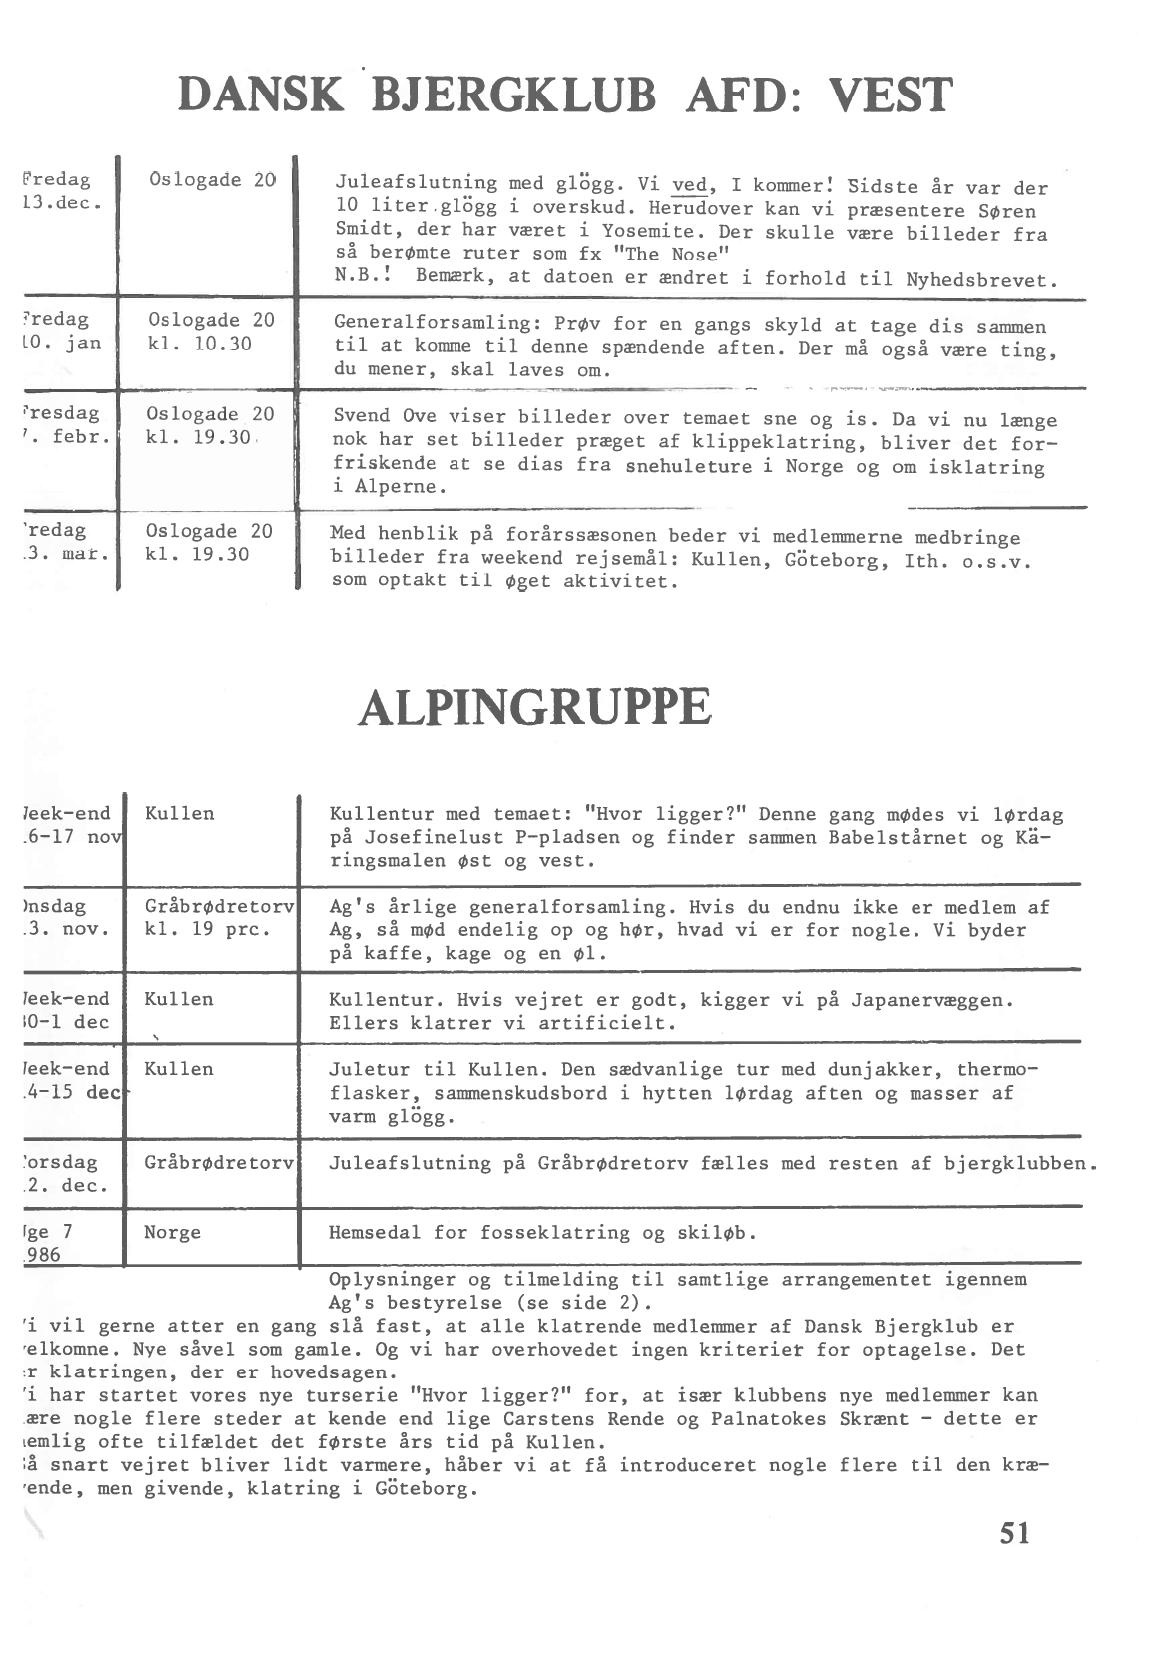 DANSK BJERGKLUB AFD: VEST
Fredag Oslogade 20 Juleafslutning med glögg. Vi ved, I kommer! Sidste år var der
13.dec. 10 liter glögg i overskud. Herudover kan vi præsentere Søren
Smidt, der har været i Yosemite. Der skulle være billeder fra
så berømte ruter som fx "The Nose"
N.B.! Bemærk, at datoen er ændret i forhold til Nyhedsbrevet.
redag Oslogade 20 Generalforsamling: Prøv for en gangs skyld at tage dis sammen
10. jan kl. 10.30 til at komme til denne spændende aften. Der må også være ting,
du mener, skal laves om.
resdag Oslogade 20 Svend Ove viser billeder over temaet sne og is. Da vi nu længe
. febr. kl. 19.30. nok har set billeder præget af klippeklatring, bliver det for-
friskende at se dias fra snehuleture i Norge og om isklatring
i Alperne.
redag Oslogade 20 Med henblik på forårssæsonen beder vi medlemmerne medbringe
3. mar. kl. 19.30 billeder fra weekend rejsemål: Kullen, Göteborg, Ith. o.s.v.
som optakt til øget aktivitet.
ALPINGRUPPE
eek-end Kullen Kullentur med temaet: "Hvor ligger?" Denne gang mødes vi lørdag
6-17 nov på Josefinelust P-pladsen og finder sammen Babelstårnet og Kä-
ringsmalen øst og vest.
nsdag Gråbrødretorv Ag's årlige generalforsamling. Hvis du endnu ikke er medlem af
3. nov. kl. 19 prc. Ag, så mød endelig op og hør, hvad vi er for nogle. Vi byder
på kaffe, kage og en øl.
eek-end Kullen Kullentur. Hvis vejret er godt, kigger vi på Japanervæggen.
0-1 dec Ellers klatrer vi artificielt.
eek-end Kullen Juletur til Kullen. Den sædvanlige tur med dunjakker, thermo-
4-15 dec flasker, sammenskudsbord i hytten lørdag aften og masser af
varm glögg.
orsdag Gråbrødretorv Juleafslutning på Gråbrødretorv fælles med resten af bjergklubben.
2. dec.
ge 7 Norge Hemsedal for fosseklatring og skiløb.
986
Oplysninger og tilmelding til samtlige arrangementet igennem
Ag's bestyrelse (se side 2).
i vil gerne atter en gang slå fast, at alle klatrende medlemmer af Dansk Bjergklub er
elkomne. Nye såvel som gamle. Og vi har overhovedet ingen kriterier for optagelse. Det
r klatringen, der er hovedsagen.
i har startet vores nye turserie "Hvor ligger?" for, at især klubbens nye medlemmer kan
ære nogle flere steder at kende end lige Carstens Rende og Palnatokes Skrænt - dette er
emlig ofte tilfældet det første års tid på Kullen.
å snart vejret bliver lidt varmere, håber vi at få introduceret nogle flere til den kræ-
ende, men givende, klatring i Göteborg.
51